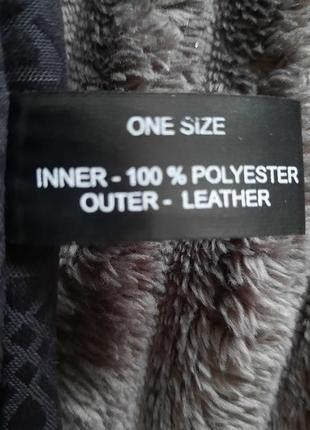 ONE SIZE
INNER - 100 % POLYESTER
OUTER - LEATHER